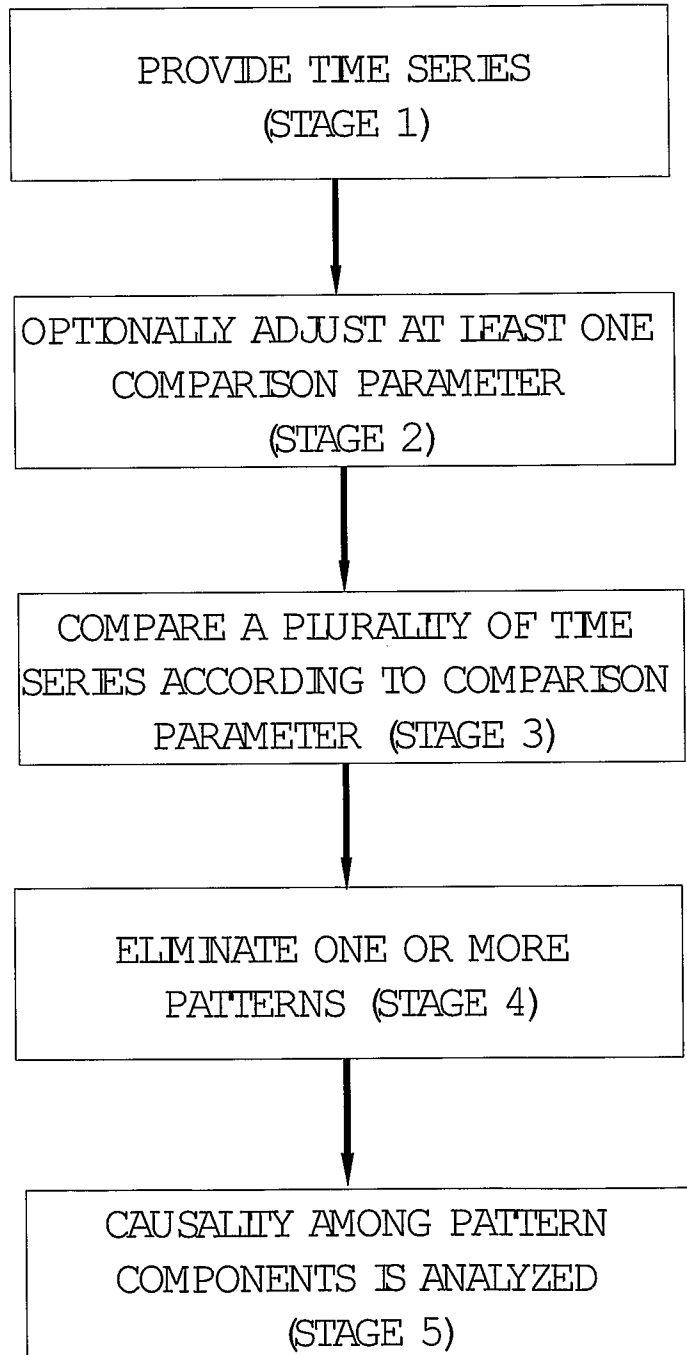 PROVIDE TIME SERIES
(STAGE 1)
OPTIONALLY ADJUST AT LEAST ONE
COMPARISON PARAMETER
(STAGE 2)
COMPARE A PLURALITY OF TIME
SERIES ACCORDING TO COMPARISON
PARAMETER (STAGE 3)
ELIMINATE ONE OR MORE
PATTERNS (STAGE 4)
CAUSALITY AMONG PATTERN
COMPONENTS IS ANALYZED
(STAGE 5)